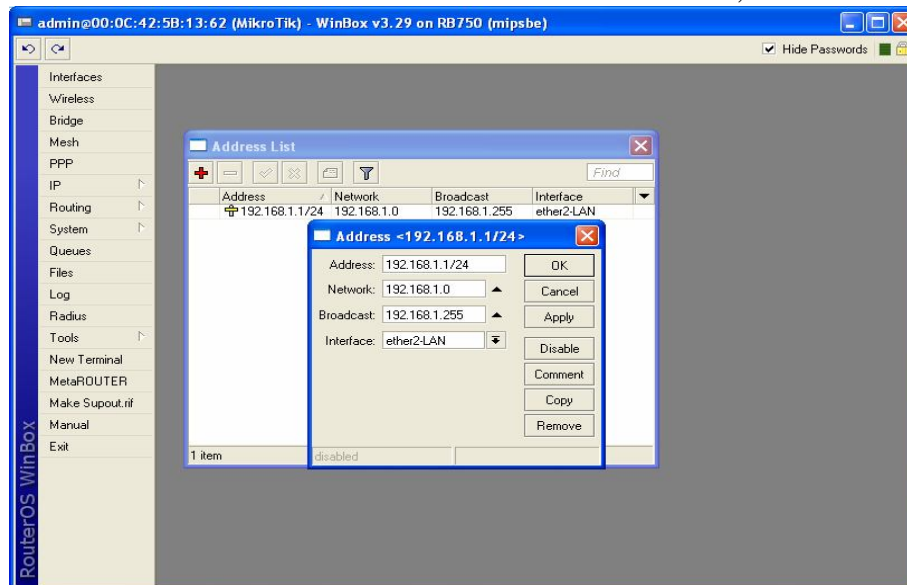 admin@00:0C:42:5B:13:62 (MikroTik) - WinBox v3.29 on RB750 (mipsbe)
Hide Passwords
Interfaces
Wireless
Bridge
Mesh
PPP
IP
Routing
System
Queues
Files
Log
Radius
Tools
New Terminal
MetaROUTER
Make Supout.rif
Manual
Exit
RouterOS WinBox
Address List
Find
Address Network Broadcast Interface
192.168.1.1/24 192.168.1.0 192.168.1.255 ether2-LAN
1 item
Address <192.168.1.1/24>
Address: 192.168.1.1/24 OK
Network: 192.168.1.0 Cancel
Broadcast: 192.168.1.255 Apply
Interface: ether2-LAN
Disable
Comment
Copy
Remove
disabled